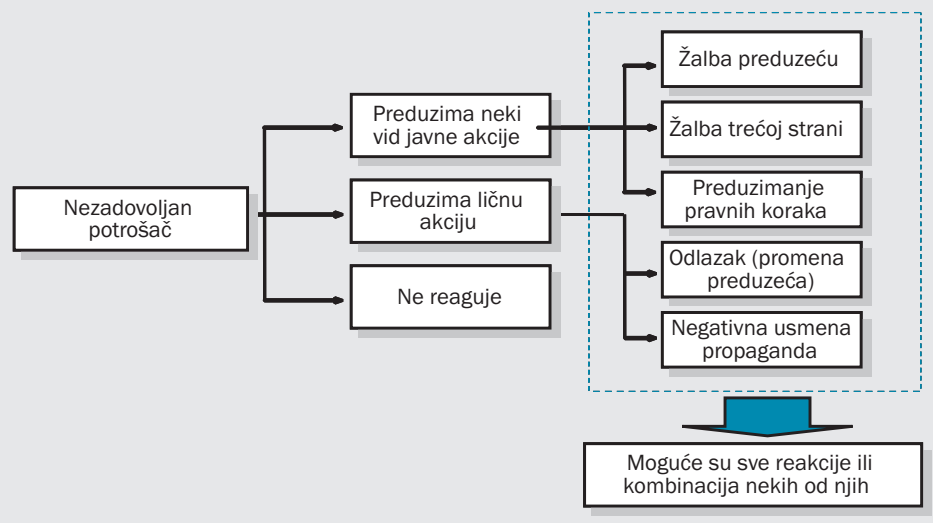 Nezadovoljan
potrošač
Preduzima neki
vid javne akcije
Preduzima ličnu
akciju
Ne reaguje
Žalba preduzeću
Žalba trećoj strani
Preduzimanje
pravnih koraka
Odlazak (promena
preduzeća)
Negativna usmena
propaganda
Moguće su sve reakcije ili
kombinacija nekih od njih